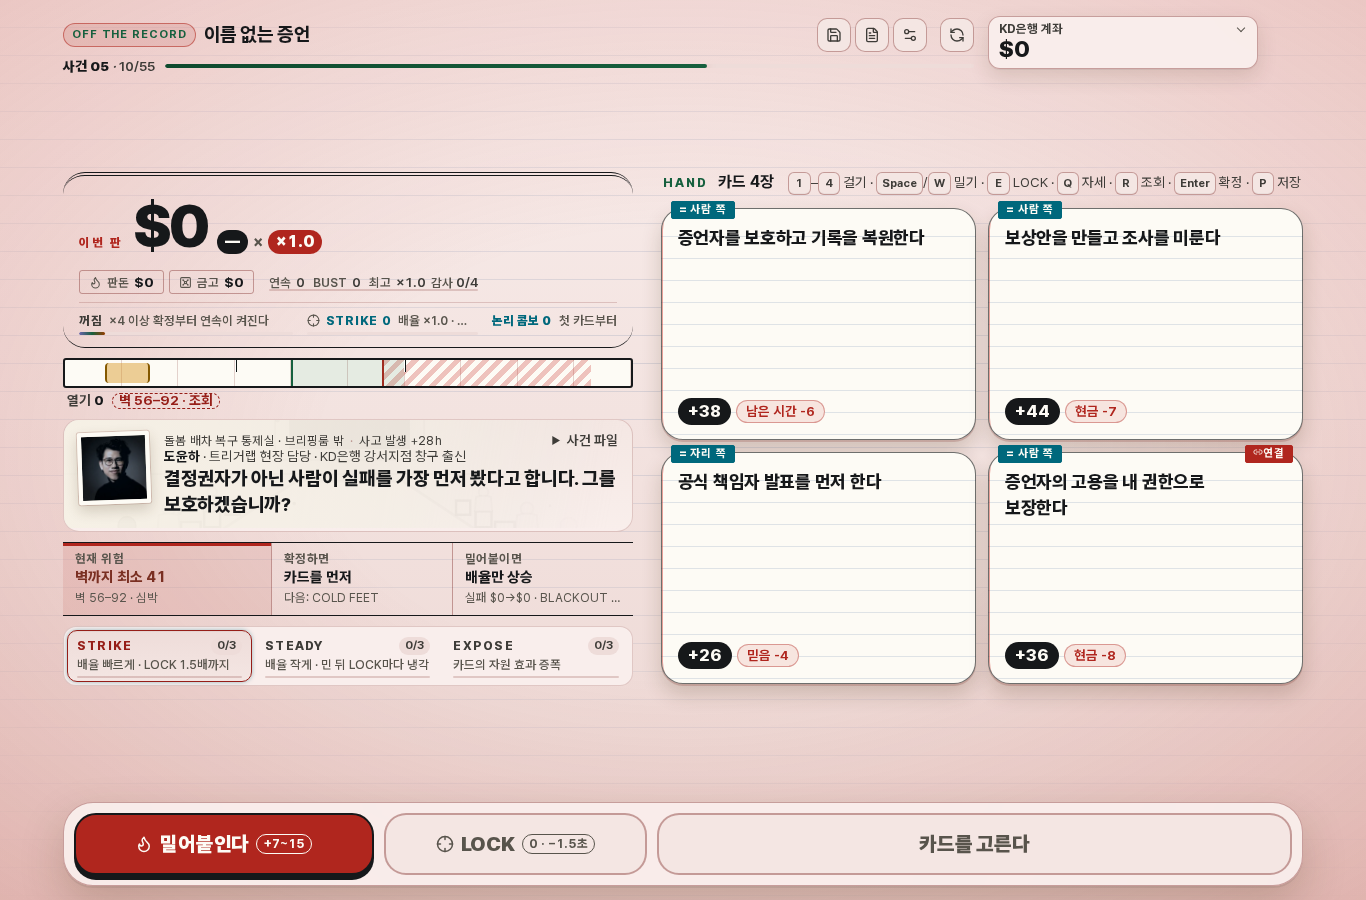 OFF THE RECORD 이름 없는 증언
사건 05 · 10/55
KD은행 계좌
$0
이번 판 $0 — × ×1.0
판돈 $0 금고 $0 연속 0 BUST 0 최고 ×1.0 감사 0/4
꺼짐 ×4 이상 확정부터 연속이 켜진다 STRIKE 0 배율 ×1.0 · ... 논리 콤보 0 첫 카드부터
열기 0 벽 56–92 · 조회
돌봄 배차 복구 통제실 · 브리핑룸 밖 · 사고 발생 +28h ▶ 사건 파일
도윤하 · 트리거랩 현장 담당 · KD은행 강서지점 창구 출신
결정권자가 아닌 사람이 실패를 가장 먼저 봤다고 합니다. 그를
보호하겠습니까?
현재 위험
벽까지 최소 41
벽 56–92 · 심박
확정하면
카드를 먼저
다음: COLD FEET
밀어붙이면
배율만 상승
실패 $0→$0 · BLACKOUT ...
STRIKE 0/3
배율 빠르게 · LOCK 1.5배까지
STEADY 0/3
배율 작게 · 민 뒤 LOCK마다 냉각
EXPOSE 0/3
카드의 자원 효과 증폭
HAND 카드 4장 1–4 걸기 · Space/W 밀기 · E LOCK · Q 자세 · R 조회 · Enter 확정 · P 저장
= 사람 쪽
증언자를 보호하고 기록을 복원한다
+38 남은 시간 -6
= 사람 쪽
보상안을 만들고 조사를 미룬다
+44 현금 -7
= 자리 쪽
공식 책임자 발표를 먼저 한다
+26 믿음 -4
= 사람 쪽 연결
증언자의 고용을 내 권한으로
보장한다
+36 현금 -8
밀어붙인다 +7~15
LOCK 0 · −1.5초
카드를 고른다